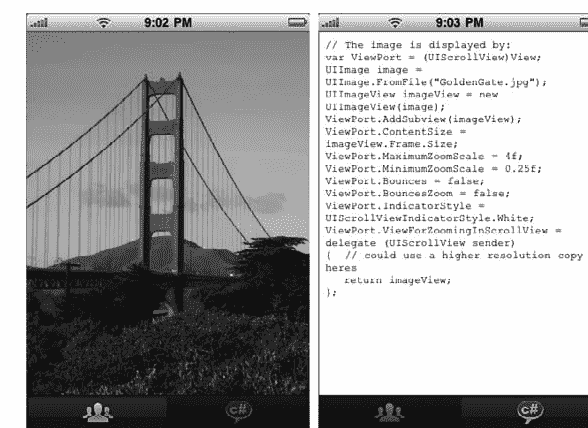 9:02 PM
9:03 PM
// The image is displayed by:
var ViewPort = (UIScrollView)View;
UIImage image =
UIImage.FromFile("GoldenGate.jpg");
UIImageView imageView = new
UIImageView(image);
ViewPort.AddSubview(imageView);
ViewPort.ContentSize =
imageView.Frame.Size;
ViewPort.MaximumZoomScale = 4f;
ViewPort.MinimumZoomScale = 0.25f;
ViewPort.Bounces = false;
ViewPort.BouncesZoom = false;
ViewPort.IndicatorStyle =
UIScrollViewIndicatorStyle.White;
ViewPort.ViewForZoomingInScrollView =
delegate (UIScrollView sender)
{ // could use a higher resolution copy
heres
return imageView;
};
C#
C#